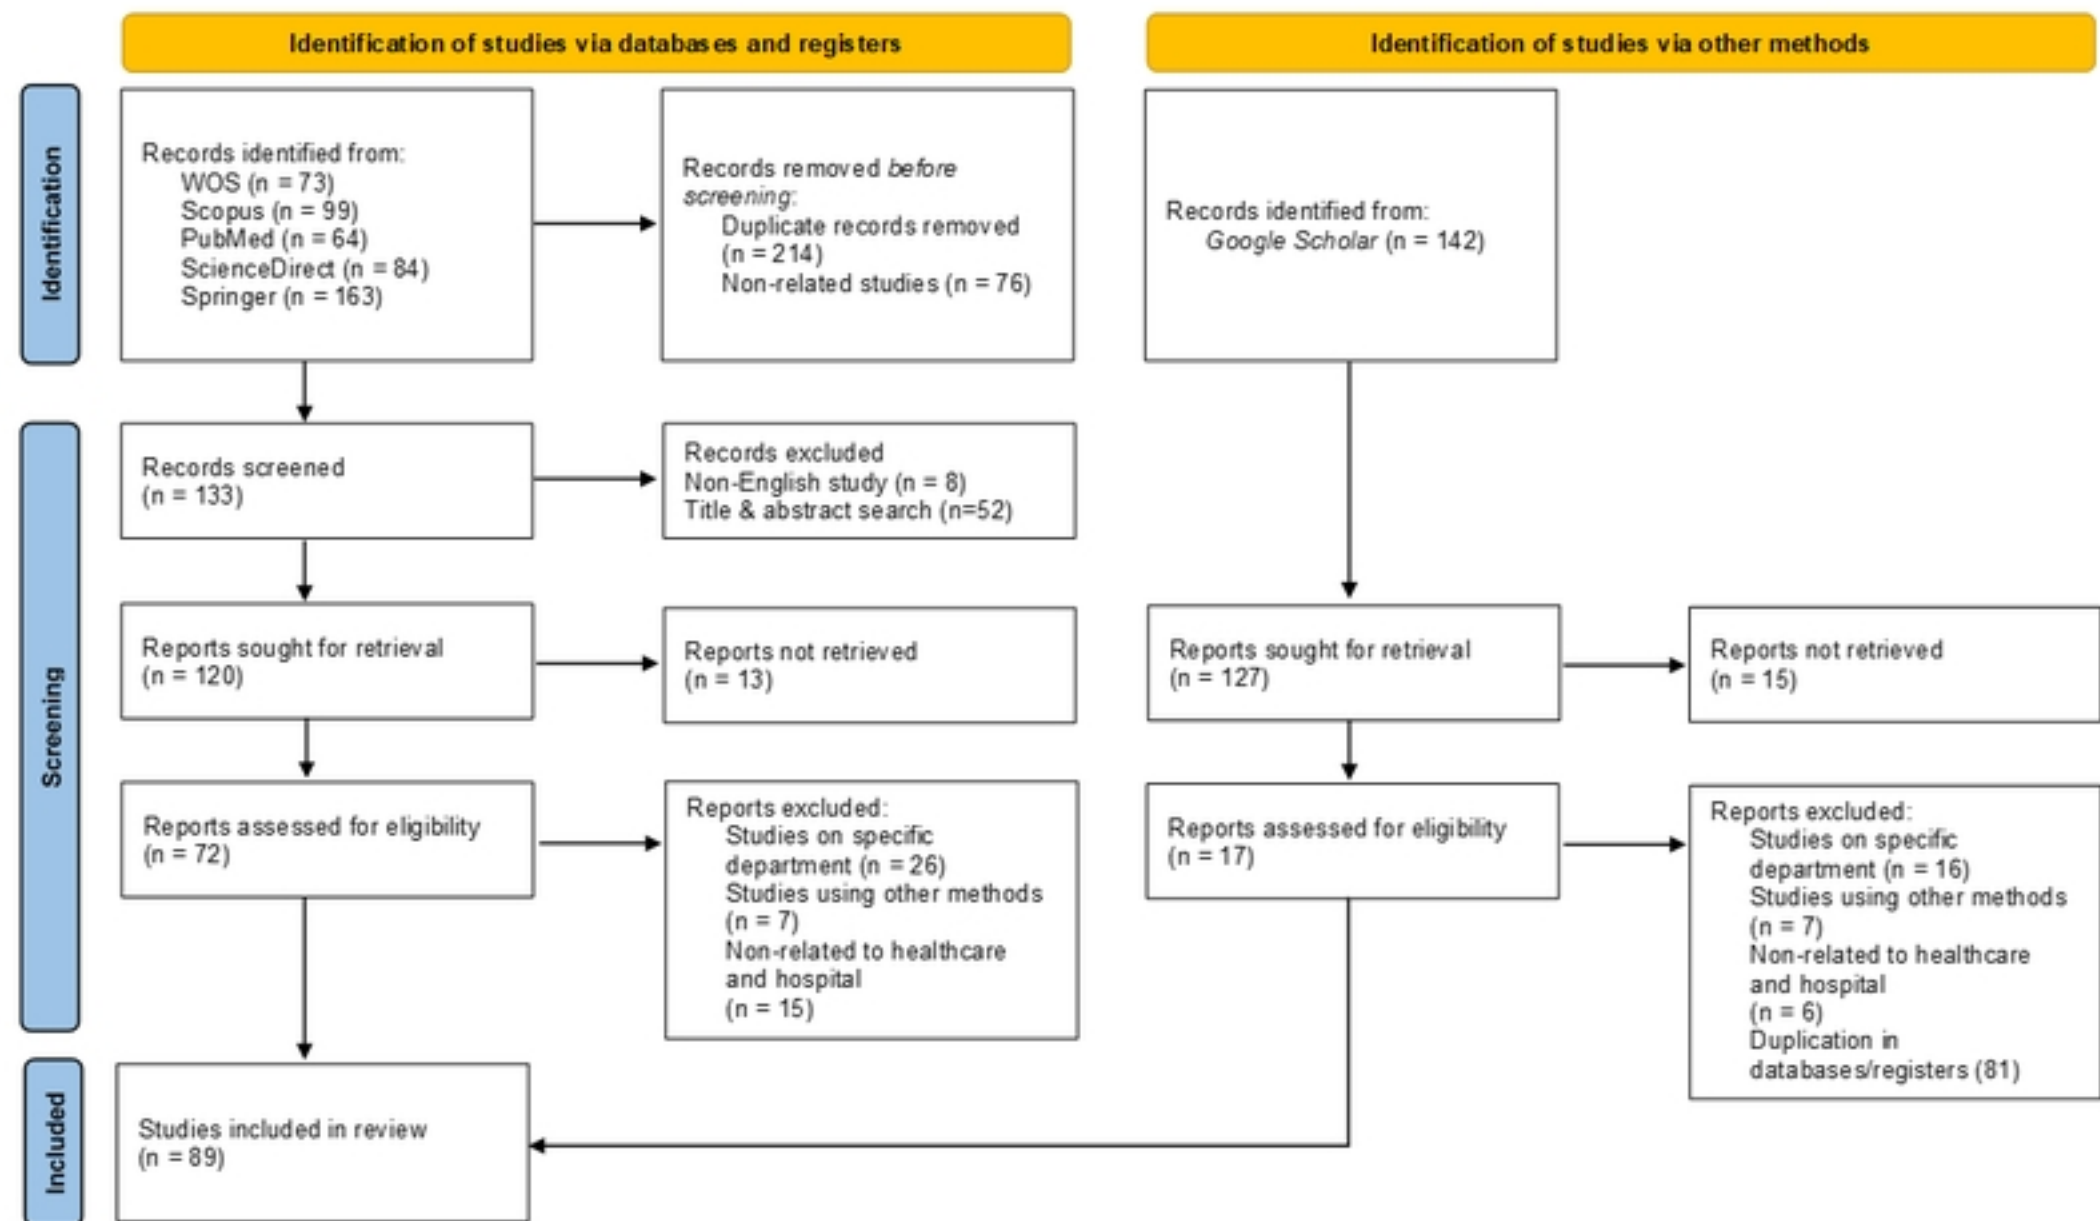 Identification of studies via databases and registers
Identification of studies via other methods
Identification
Records identified from:
WOS (n = 73)
Scopus (n = 99)
PubMed (n = 64)
ScienceDirect (n = 84)
Springer (n = 163)
Records removed before
screening:
Duplicate records removed
(n = 214)
Non-related studies (n = 76)
Records identified from:
Google Scholar (n = 142)
Screening
Records screened
(n = 133)
Records excluded
Non-English study (n = 8)
Title & abstract search (n=52)
Reports sought for retrieval
(n = 120)
Reports not retrieved
(n = 13)
Reports sought for retrieval
(n = 127)
Reports not retrieved
(n = 15)
Reports assessed for eligibility
(n = 72)
Reports excluded:
Studies on specific
department (n = 26)
Studies using other methods
(n = 7)
Non-related to healthcare
and hospital
(n = 15)
Reports assessed for eligibility
(n = 17)
Reports excluded:
Studies on specific
department (n = 16)
Studies using other methods
(n = 7)
Non-related to healthcare
and hospital
(n = 6)
Duplication in
databases/registers (81)
Included
Studies included in review
(n = 89)